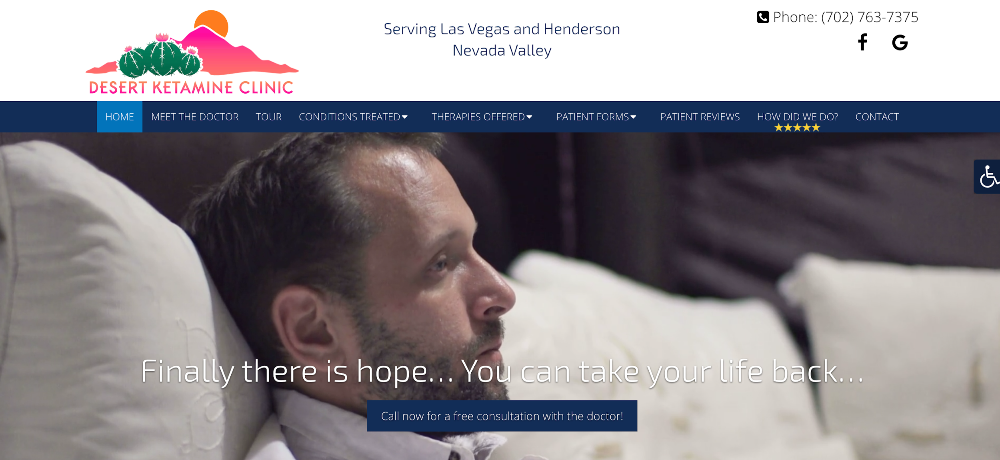 DESERT KETAMINE CLINIC
Serving Las Vegas and Henderson
Nevada Valley
Phone: (702) 763-7375
HOME MEET THE DOCTOR TOUR CONDITIONS TREATED THERAPIES OFFERED PATIENT FORMS PATIENT REVIEWS HOW DID WE DO? CONTACT
Finally there is hope... You can take your life back...
Call now for a free consultation with the doctor!